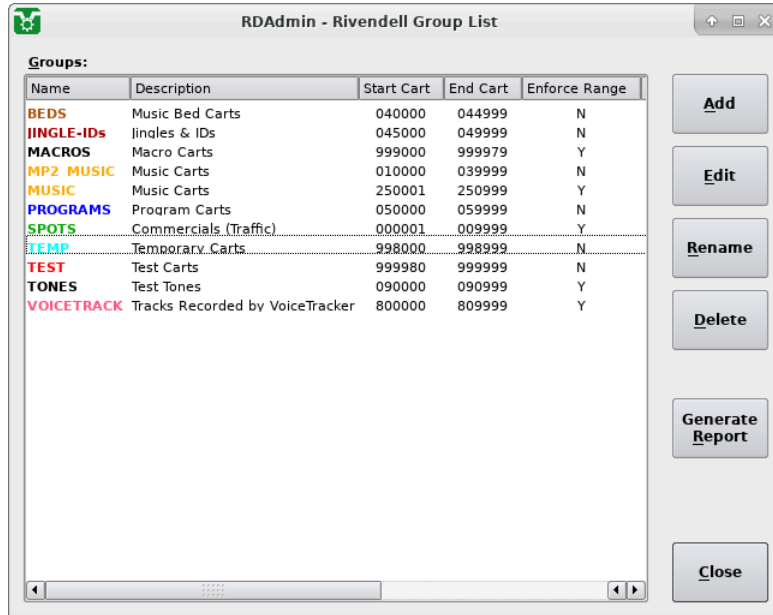 RDAdmin - Rivendell Group List
Groups:
Name Description Start Cart End Cart Enforce Range
BEDS Music Bed Carts 040000 044999 N
JINGLE-IDs Jingles & IDs 045000 049999 N
MACROS Macro Carts 999000 999979 Y
MP2_MUSIC Music Carts 010000 039999 N
MUSIC Music Carts 250001 250999 Y
PROGRAMS Program Carts 050000 059999 N
SPOTS Commercials (Traffic) 000001 009999 Y
TEMP Temporary Carts 998000 998999 N
TEST Test Carts 999980 999999 N
TONES Test Tones 090000 090999 Y
VOICETRACK Tracks Recorded by VoiceTracker 800000 809999 Y
Add
Edit
Rename
Delete
Generate
Report
Close